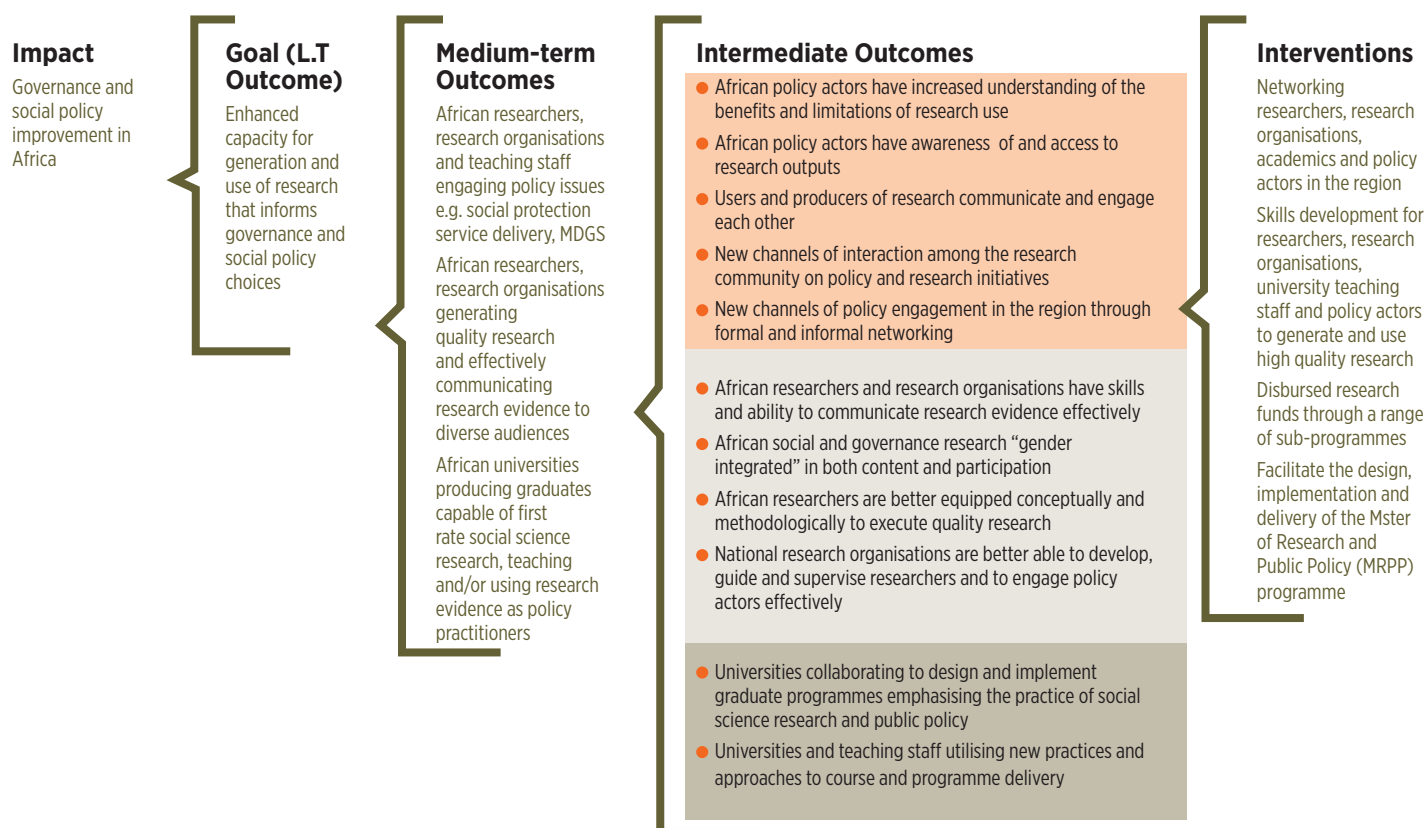 Impact
Governance and
social policy
improvement in
Africa
Goal (L.T
Outcome)
Enhanced
capacity for
generation and
use of research
that informs
governance and
social policy
choices
Medium-term
Outcomes
African researchers,
research organisations
and teaching staff
engaging policy issues
e.g. social protection
service delivery, MDGS
African researchers,
research organisations
generating
quality research
and effectively
communicating
research evidence to
diverse audiences
African universities
producing graduates
capable of first
rate social science
research, teaching
and/or using research
evidence as policy
practitioners
Intermediate Outcomes
African policy actors have increased understanding of the
benefits and limitations of research use
African policy actors have awareness of and access to
research outputs
Users and producers of research communicate and engage
each other
New channels of interaction among the research
community on policy and research initiatives
New channels of policy engagement in the region through
formal and informal networking
African researchers and research organisations have skills
and ability to communicate research evidence effectively
African social and governance research “gender
integrated” in both content and participation
African researchers are better equipped conceptually and
methodologically to execute quality research
National research organisations are better able to develop,
guide and supervise researchers and to engage policy
actors effectively
Universities collaborating to design and implement
graduate programmes emphasising the practice of social
science research and public policy
Universities and teaching staff utilising new practices and
approaches to course and programme delivery
Interventions
Networking
researchers, research
organisations,
academics and policy
actors in the region
Skills development for
researchers, research
organisations,
university teaching
staff and policy actors
to generate and use
high quality research
Disbursed research
funds through a range
of sub-programmes
Facilitate the design,
implementation and
delivery of the Mster
of Research and
Public Policy (MRPP)
programme